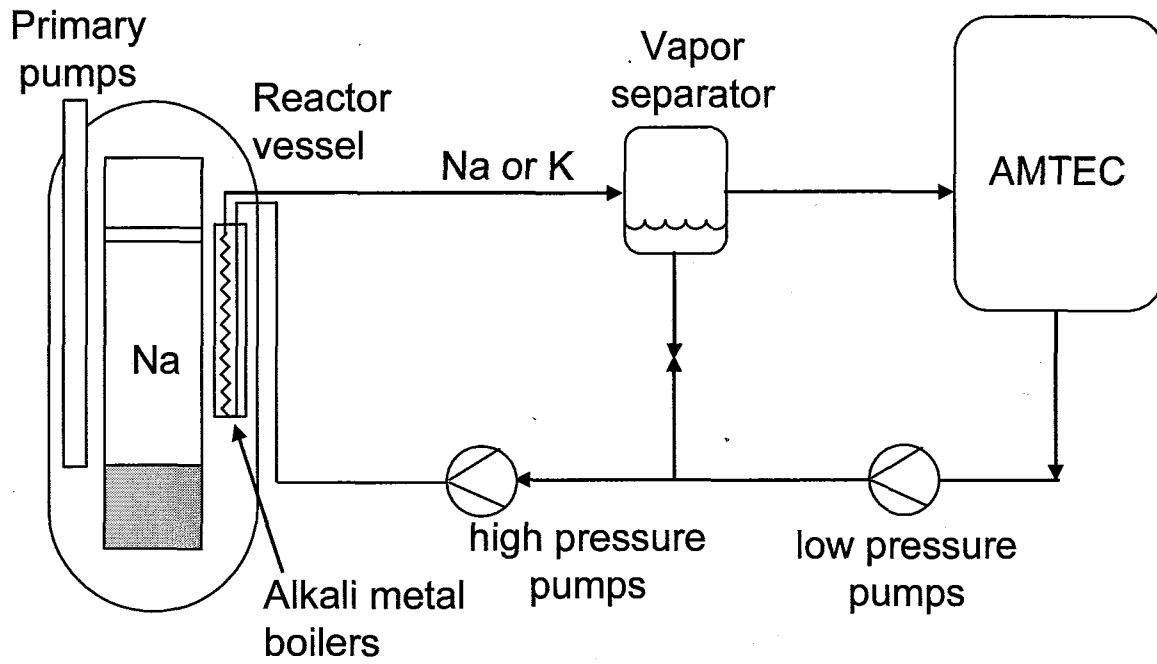 Primary
pumps
Reactor
vessel
Na or K
Vapor
separator
AMTEC
Na
high pressure
pumps
low pressure
pumps
Alkali metal
boilers